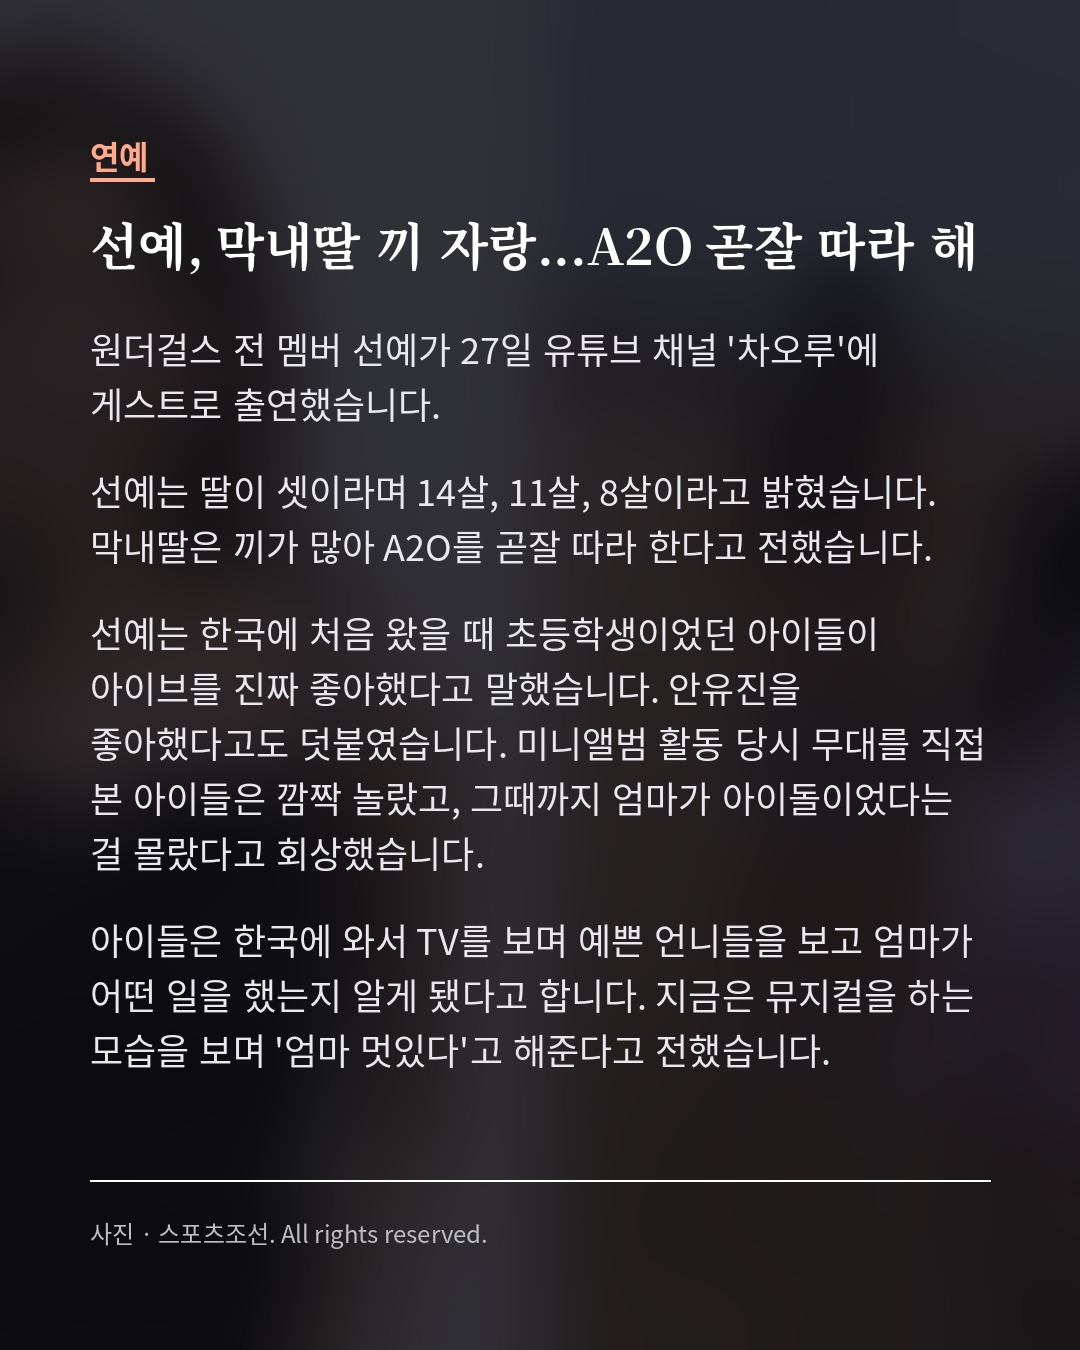 연예
선예, 막내딸 끼 자랑...A2O 곧잘 따라 해
원더걸스 전 멤버 선예가 27일 유튜브 채널 '차오루'에
게스트로 출연했습니다.
선예는 딸이 셋이라며 14살, 11살, 8살이라고 밝혔습니다.
막내딸은 끼가 많아 A2O를 곧잘 따라 한다고 전했습니다.
선예는 한국에 처음 왔을 때 초등학생이었던 아이들이
아이브를 진짜 좋아했다고 말했습니다. 안유진을
좋아했다고도 덧붙였습니다. 미니앨범 활동 당시 무대를 직접
본 아이들은 깜짝 놀랐고, 그때까지 엄마가 아이돌이었다는
걸 몰랐다고 회상했습니다.
아이들은 한국에 와서 TV를 보며 예쁜 언니들을 보고 엄마가
어떤 일을 했는지 알게 됐다고 합니다. 지금은 뮤지컬을 하는
모습을 보며 '엄마 멋있다'고 해준다고 전했습니다.
사진 · 스포츠조선. All rights reserved.